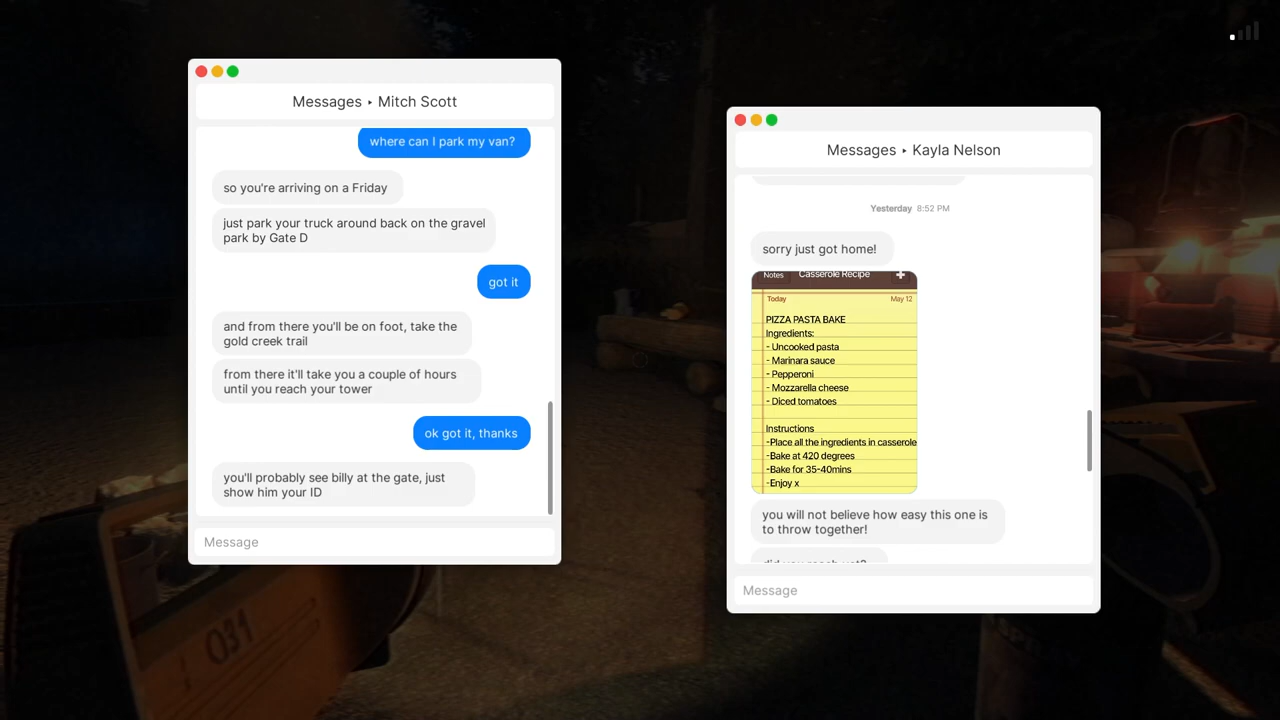 Messages ▸ Mitch Scott
where can I park my van?
so you're arriving on a Friday
just park your truck around back on the gravel
park by Gate D
got it
and from there you'll be on foot, take the
gold creek trail
from there it'll take you a couple of hours
until you reach your tower
ok got it, thanks
you'll probably see billy at the gate, just
show him your ID
Message
Messages ▸ Kayla Nelson
Yesterday 8:52 PM
sorry just got home!
Notes Casserole Recipe +
Today May 12
PIZZA PASTA BAKE
Ingredients:
- Uncooked pasta
- Marinara sauce
- Pepperoni
- Mozzarella cheese
- Diced tomatoes
Instructions
-Place all the ingredients in casserole
-Bake at 420 degrees
-Bake for 35-40mins
-Enjoy x
you will not believe how easy this one is
to throw together!
did you reach yet?
Message
031